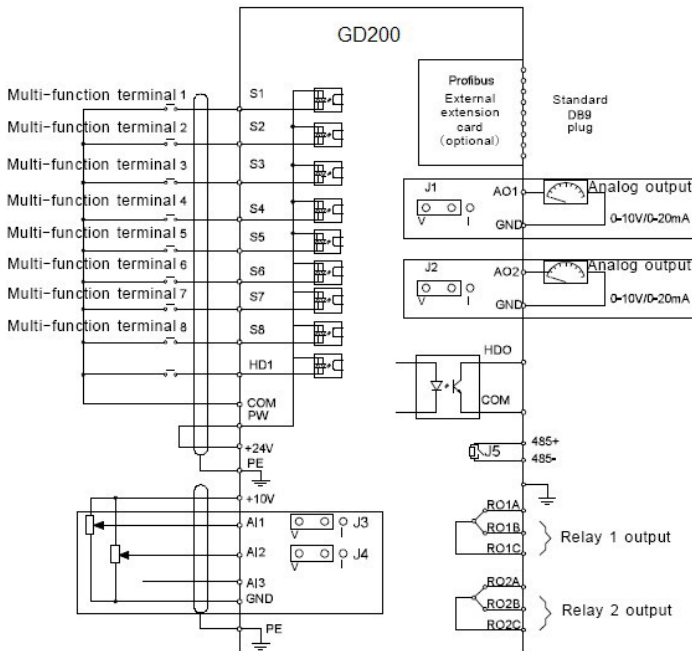 GD200
Multi-function terminal 1
S1
Multi-function terminal 2
S2
Multi-function terminal 3
S3
Multi-function terminal 4
S4
Multi-function terminal 5
S5
Multi-function terminal 6
S6
Multi-function terminal 7
S7
Multi-function terminal 8
S8
HD1
COM
PW
+24V
PE
+10V
AI1
J3
V
I
AI2
J4
V
I
AI3
GND
PE
Profibus
External
extension
card
(optional)
Standard
DB9
plug
J1
V
I
AO1
Analog output
GND
0-10V/0-20mA
J2
V
I
AO2
Analog output
GND
0-10V/0-20mA
HDO
COM
J5
485+
485-
RO1A
RO1B
RO1C
Relay 1 output
RO2A
RO2B
RO2C
Relay 2 output